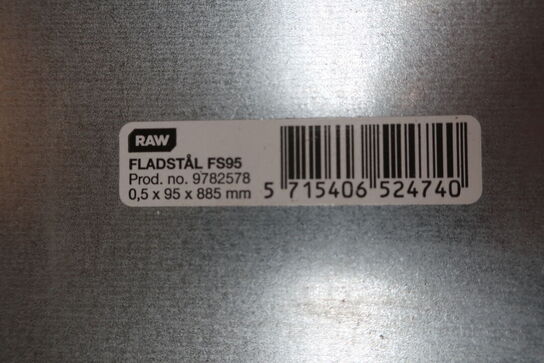 RAW
FLADSTÅL FS95
Prod. no. 9782578
0,5 x 95 x 885 mm
5 715406 524740